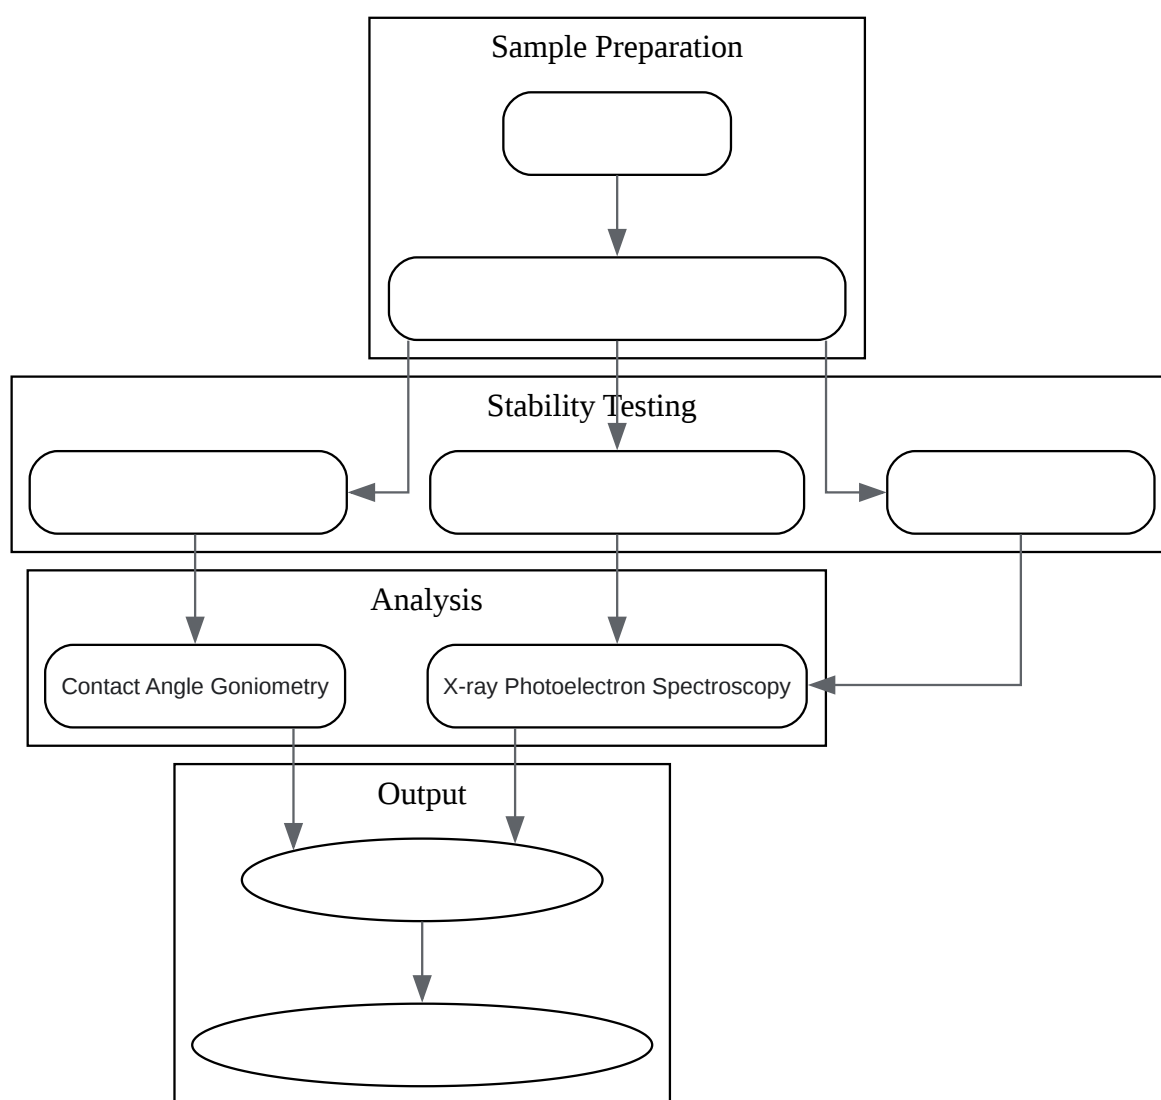 Sample Preparation
Stability Testing
Analysis
Contact Angle Goniometry
X-ray Photoelectron Spectroscopy
Output